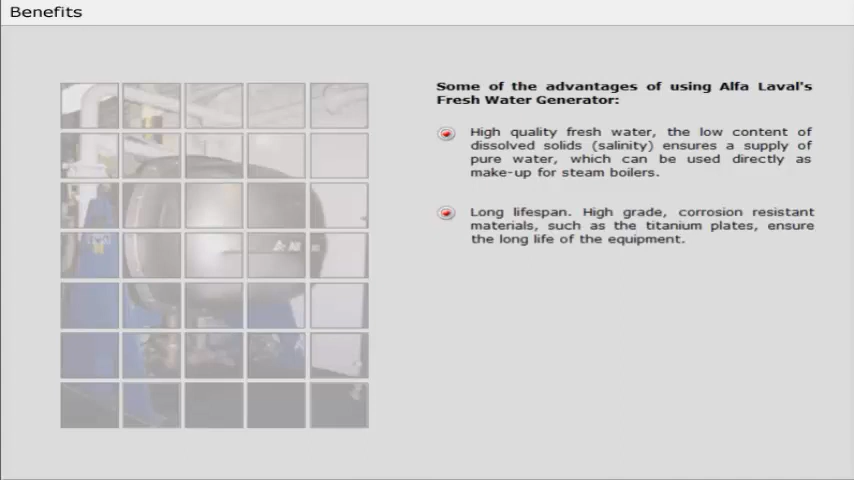 Benefits
Some of the advantages of using Alfa Laval's
Fresh Water Generator:
High quality fresh water, the low content of
dissolved solids (salinity) ensures a supply of
pure water, which can be used directly as
make-up for steam boilers.
Long lifespan. High grade, corrosion resistant
materials, such as the titanium plates, ensure
the long life of the equipment.